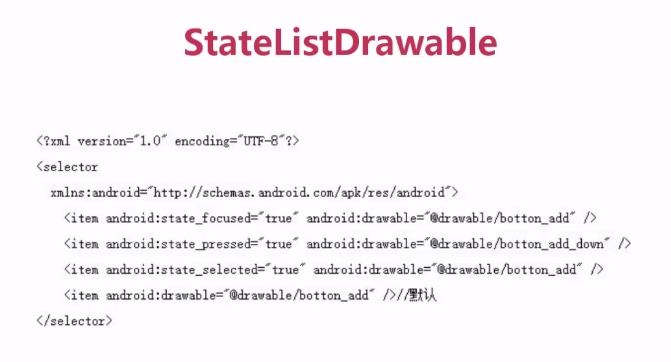 StateListDrawable
<?xml version="1.0" encoding="UTF-8"?>
<selector
xmlns:android="http://schemas.android.com/apk/res/android">
<item android:state_focused="true" android:drawable="@drawable/botton_add" />
<item android:state_pressed="true" android:drawable="@drawable/botton_add_down" />
<item android:state_selected="true" android:drawable="@drawable/botton_add" />
<item android:drawable="@drawable/botton_add" />//默认
</selector>